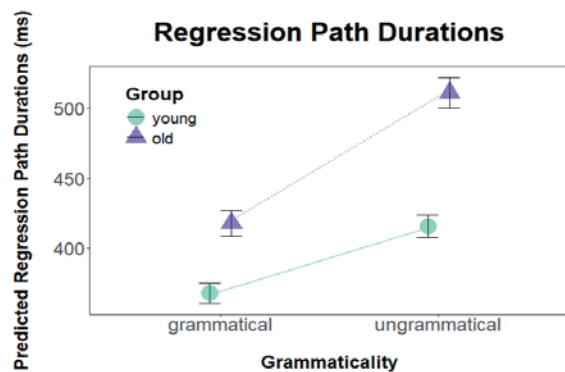 Regression Path Durations
Predicted Regression Path Durations (ms)
500
450
400
Group
young
old
grammatical
ungrammatical
Grammaticality